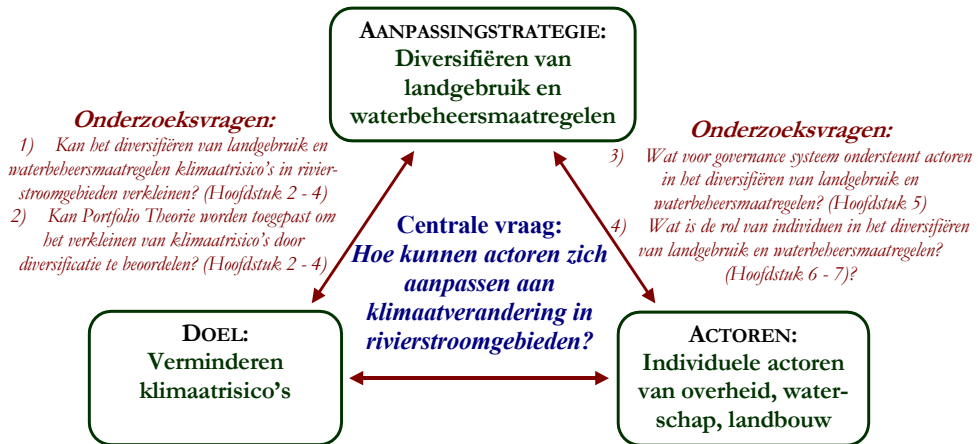 AANPASSINGSTRATEGIE:
Diversifiëren van
landgebruik en
waterbeheersmaatregelen
Onderzoeksvragen:
1) Kan het diversifiëren van landgebruik en
waterbeheersmaatregelen klimaatrisico's in rivier-
stroomgebieden verkleinen? (Hoofdstuk 2 - 4)
2) Kan Portfolio Theorie worden toegepast om
het verkleinen van klimaatrisico's door
diversificatie te beoordelen? (Hoofdstuk 2 - 4)
Onderzoeksvragen:
3) Wat voor governance systeem ondersteunt actoren
in het diversifiëren van landgebruik en
waterbeheersmaatregelen? (Hoofdstuk 5)
4) Wat is de rol van individuen in het diversifiëren
van landgebruik en waterbeheersmaatregelen?
(Hoofdstuk 6 - 7)?
Centrale vraag:
Hoe kunnen actoren zich
aanpassen aan
klimaatverandering in
rivierstroomgebieden?
DOEL:
Verminderen
klimaatrisico's
ACTOREN:
Individuele actoren
van overheid, water-
schap, landbouw